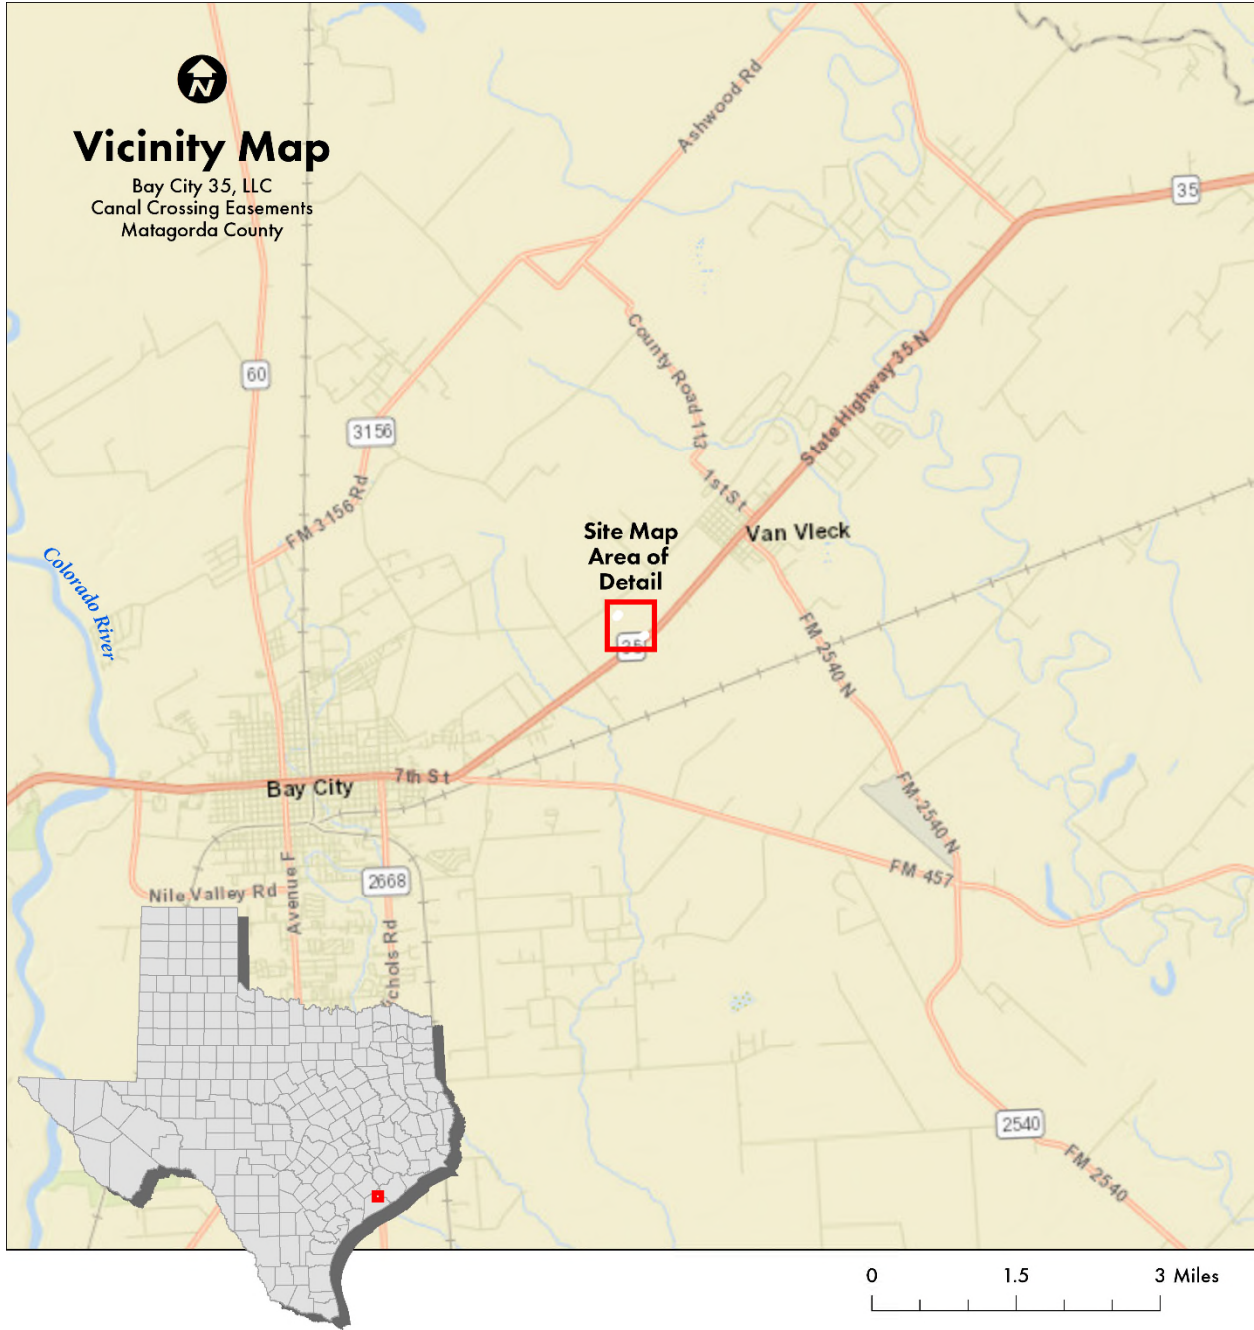 N
Vicinity Map
Bay City 35, LLC
Canal Crossing Easements
Matagorda County
Ashwood Rd
35
60
3156
FM 3156 Rd
County Road 113
State Highway 35 N
1st St
Van Vleck
Site Map
Area of
Detail
35
Colorado River
FM 2540 N
7th St
Bay City
FM 2540 N
FM 457
2668
Nile Valley Rd
Avenue F
chols Rd
2540
FM 2540
0 1.5 3 Miles